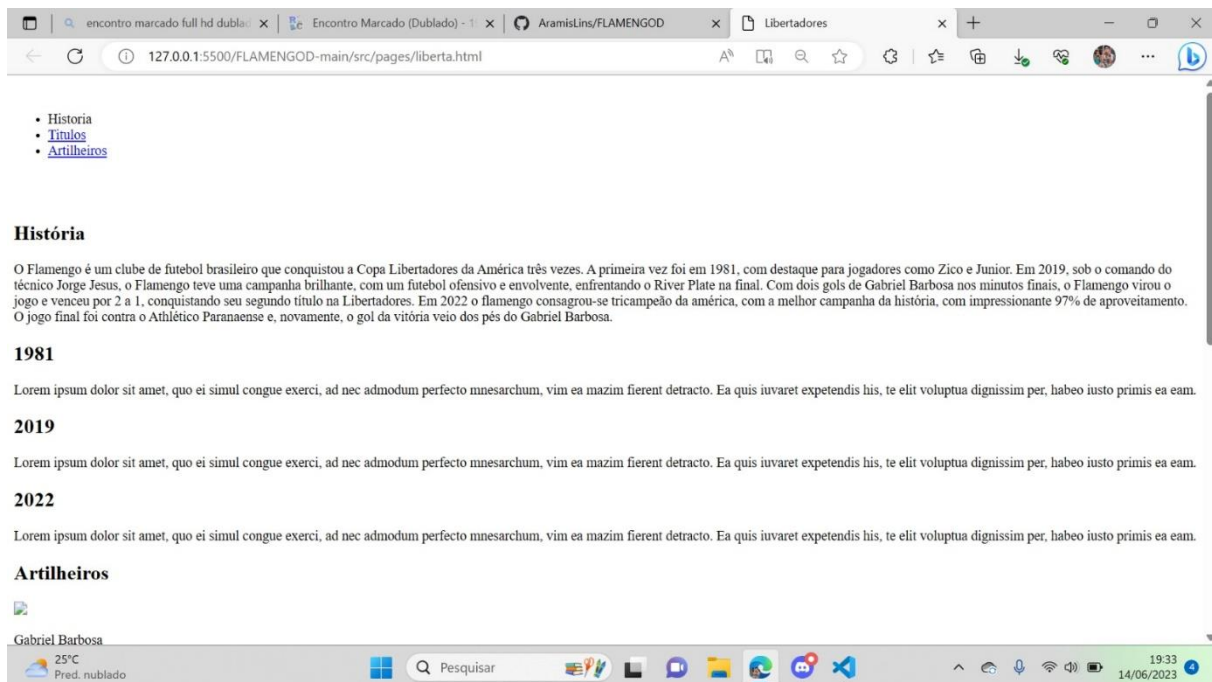 encontro marcado full hd dublad
Encontro Marcado (Dublado) - 1
AramisLins/FLAMENGOD
Libertadores
127.0.0.1:5500/FLAMENGOD-main/src/pages/liberta.html
• Historia
• Titulos
• Artilheiros
História
O Flamengo é um clube de futebol brasileiro que conquistou a Copa Libertadores da América três vezes. A primeira vez foi em 1981, com destaque para jogadores como Zico e Junior. Em 2019, sob o comando do
técnico Jorge Jesus, o Flamengo teve uma campanha brilhante, com um futebol ofensivo e envolvente, enfrentando o River Plate na final. Com dois gols de Gabriel Barbosa nos minutos finais, o Flamengo virou o
jogo e venceu por 2 a 1, conquistando seu segundo título na Libertadores. Em 2022 o flamengo consagrou-se tricampeão da américa, com a melhor campanha da história, com impressionante 97% de aproveitamento.
O jogo final foi contra o Athlético Paranaense e, novamente, o gol da vitória veio dos pés do Gabriel Barbosa.
1981
Lorem ipsum dolor sit amet, quo ei simul congue exerci, ad nec admodum perfecto mnesarchum, vim ea mazim fierent detracto. Ea quis iuvaret expetendis his, te elit voluptua dignissim per, habeo iusto primis ea eam.
2019
Lorem ipsum dolor sit amet, quo ei simul congue exerci, ad nec admodum perfecto mnesarchum, vim ea mazim fierent detracto. Ea quis iuvaret expetendis his, te elit voluptua dignissim per, habeo iusto primis ea eam.
2022
Lorem ipsum dolor sit amet, quo ei simul congue exerci, ad nec admodum perfecto mnesarchum, vim ea mazim fierent detracto. Ea quis iuvaret expetendis his, te elit voluptua dignissim per, habeo iusto primis ea eam.
Artilheiros
Gabriel Barbosa
25°C
Pred. nublado
Pesquisar
19:33
14/06/2023
4